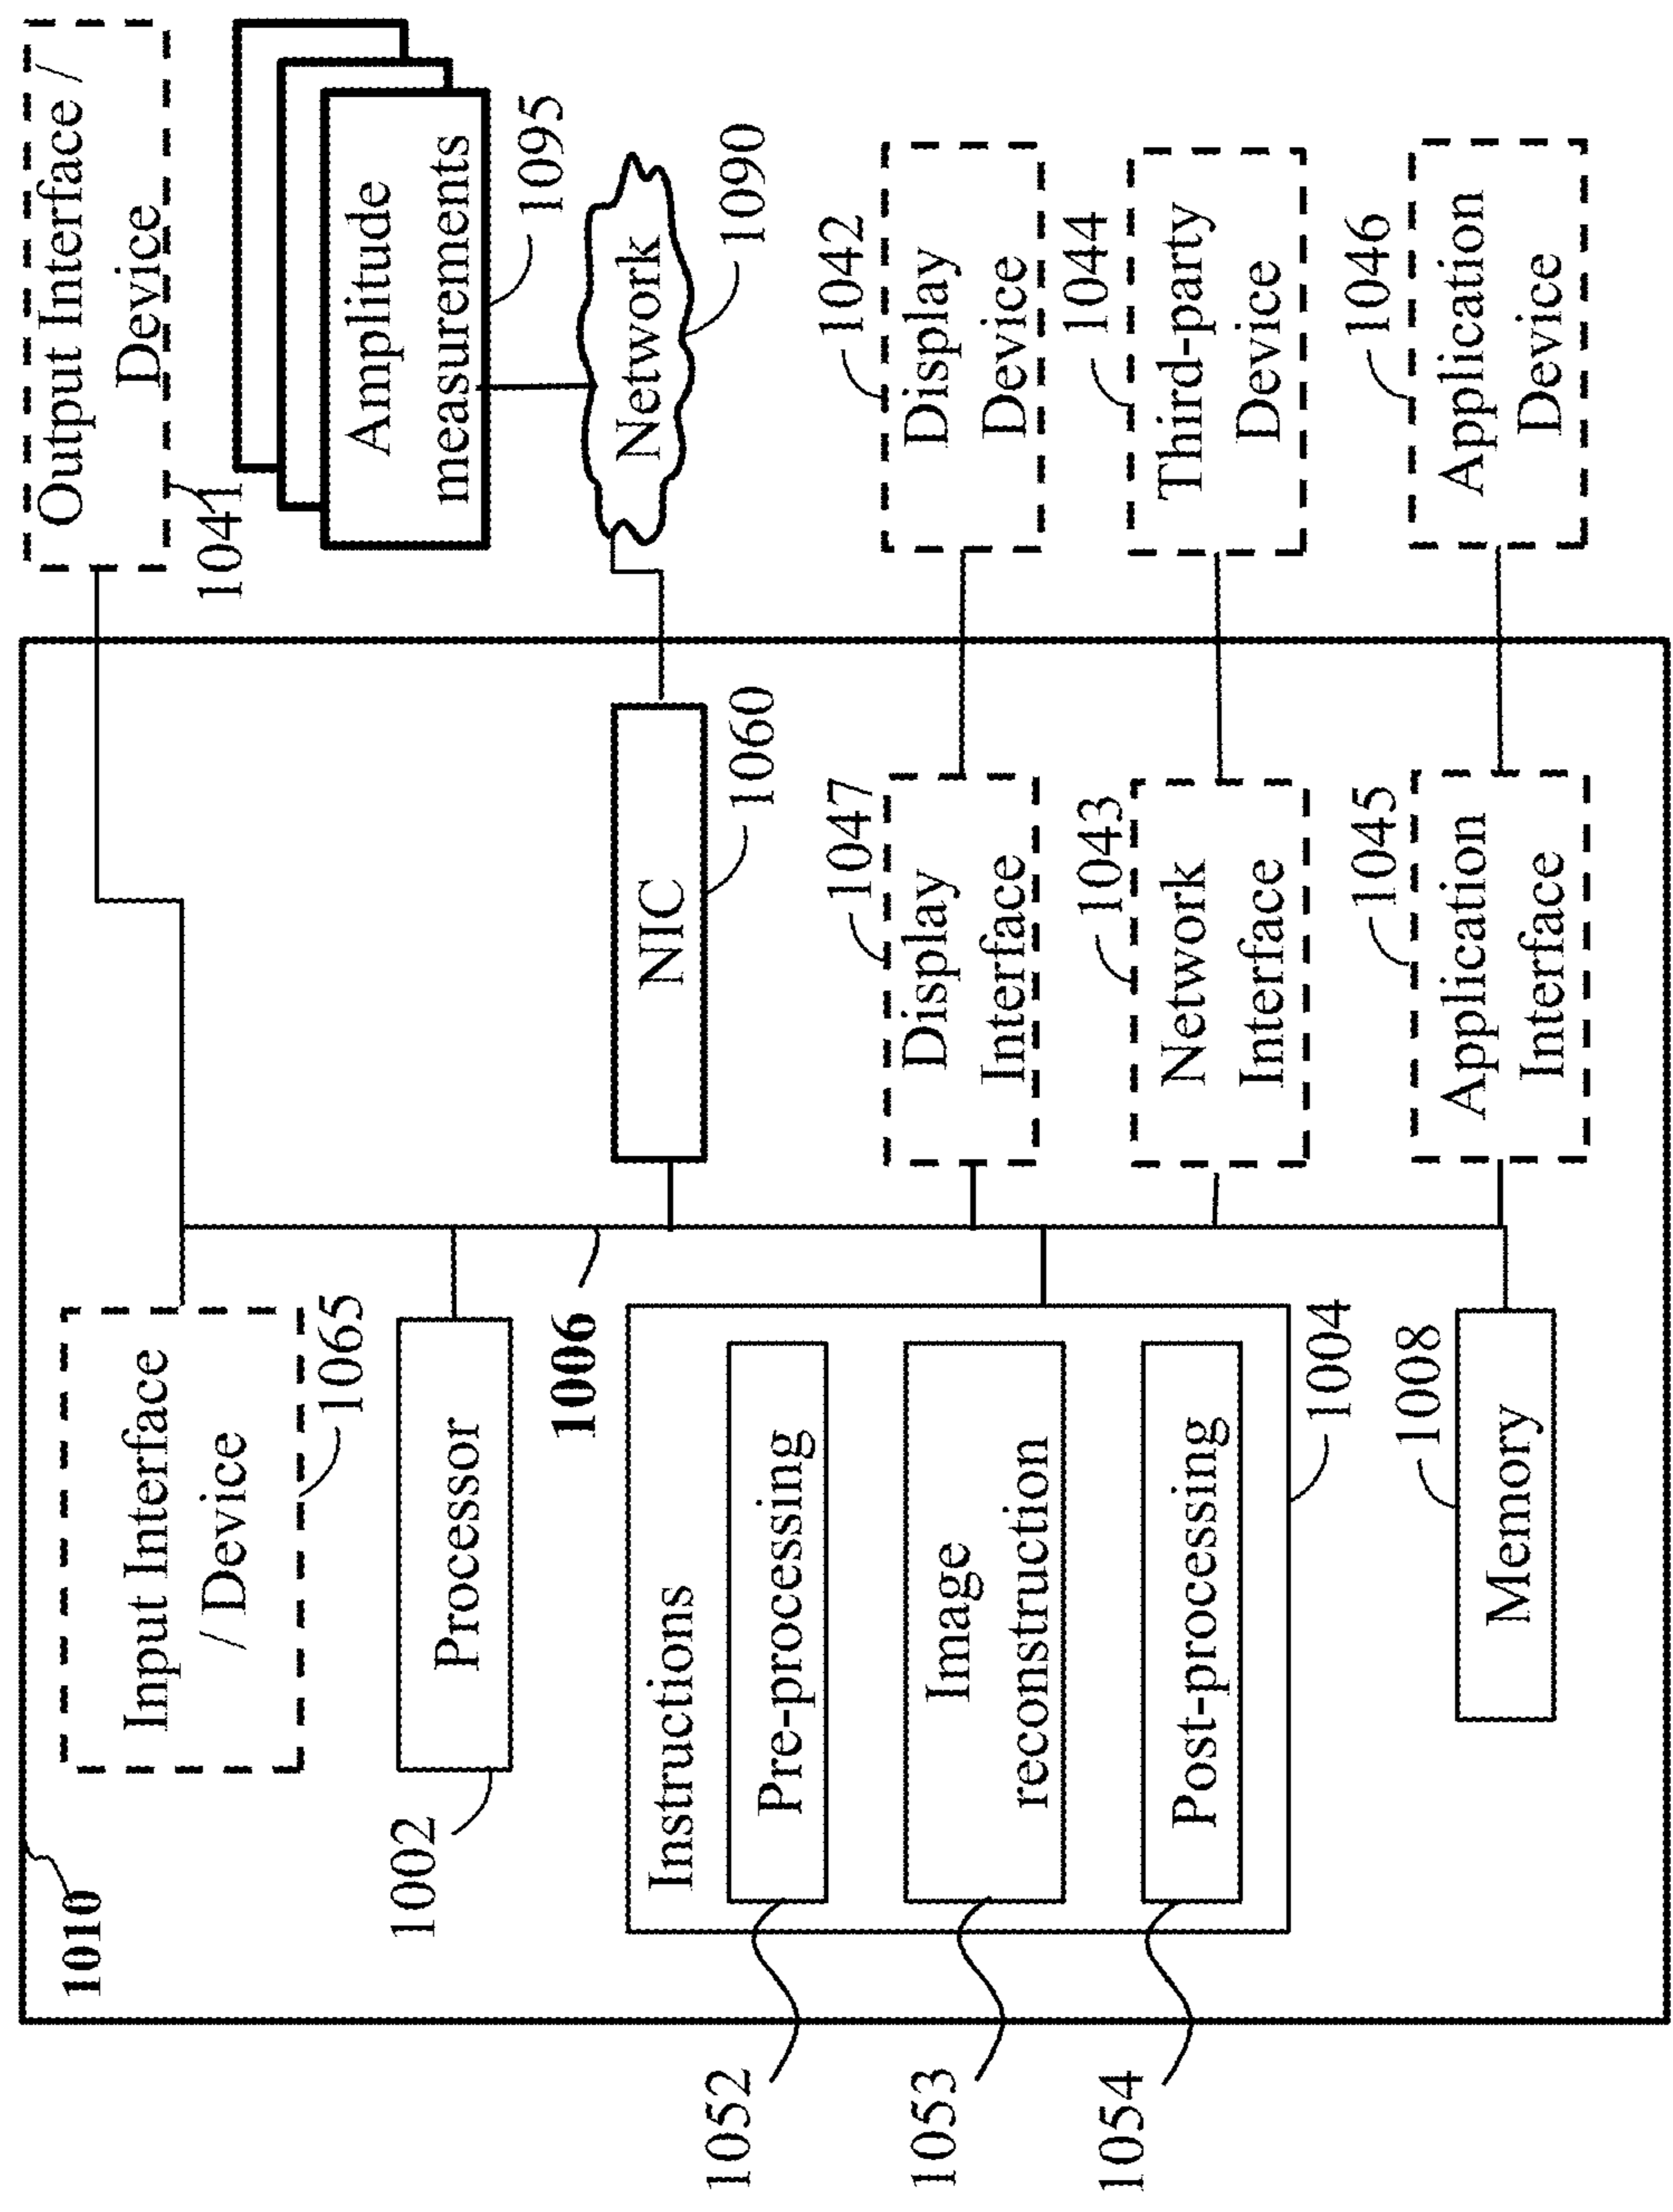 1010
Input Interface
/ Device
1065
Output Interface /
Device
1041
1002
Processor
Amplitude
measurements
1095
1006
NIC
1060
Network
1090
Instructions
1052
Pre-processing
1053
Image
reconstruction
1054
Post-processing
1004
1047
Display
Interface
1042
Display
Device
1043
Network
Interface
1044
Third-party
Device
1008
Memory
1045
Application
Interface
1046
Application
Device